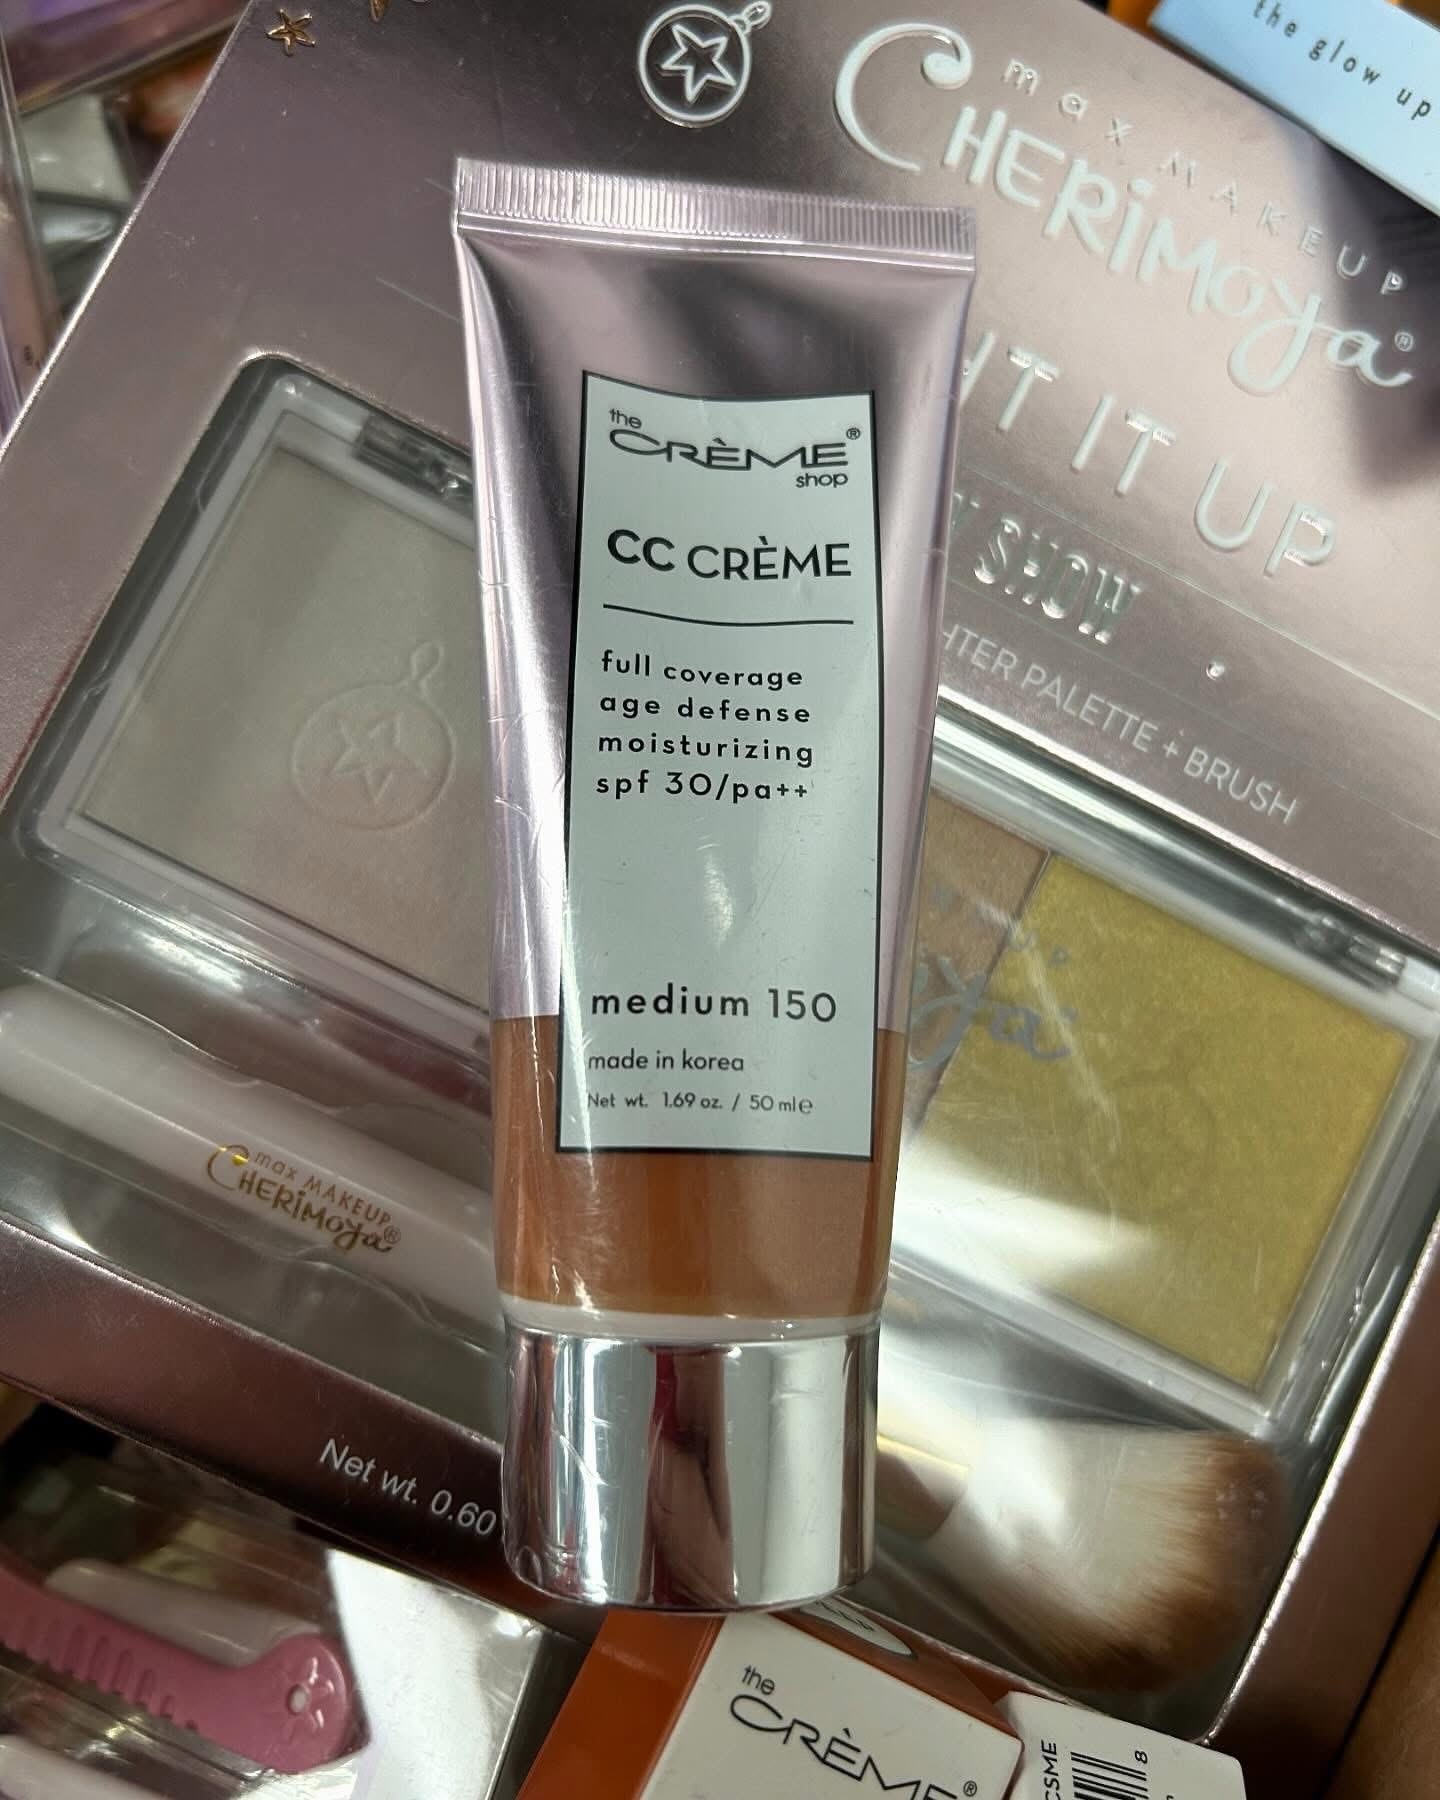 the glow up
max MAKEUP
CHERIMOYA®
HT IT UP
SHOW
HTER PALETTE + BRUSH
the
CRÈME®
shop
CC CRÈME
full coverage
age defense
moisturizing
spf 30/pa++
medium 150
made in korea
Net wt. 1.69 oz. / 50 ml e
max MAKEUP
CHERIMOYA®
Net wt. 0.60
the
CRÈME®
CSME
8